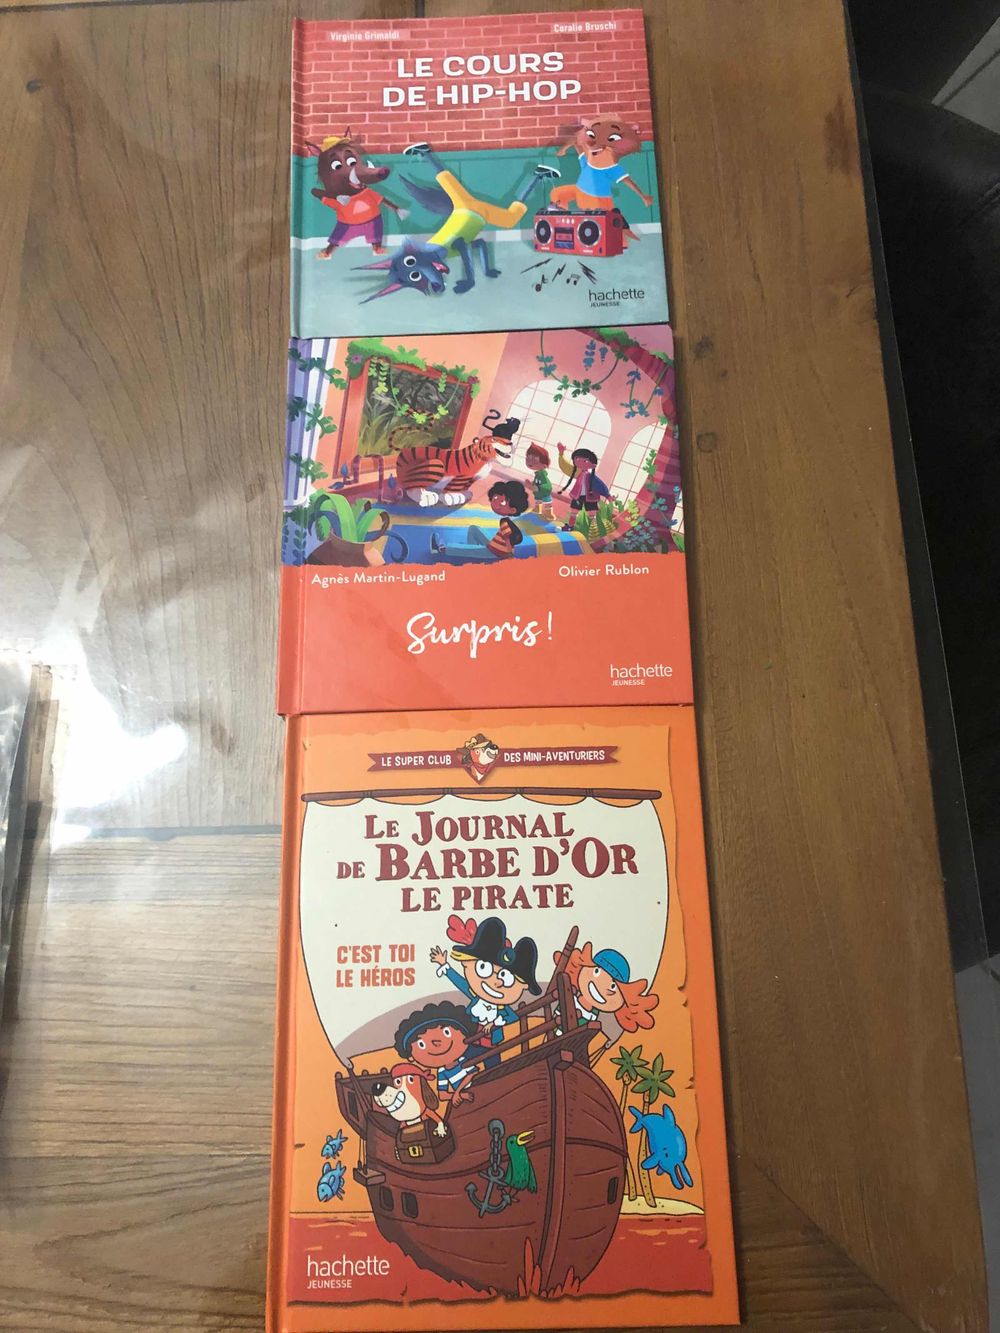 Virginie Grimaldi
Coralie Bruschi
LE COURS
DE HIP-HOP
hachette
JEUNESSE
Agnès Martin-Lugand
Olivier Rublon
Surpris!
hachette
JEUNESSE
LE SUPER CLUB DES MINI-AVENTURIERS
LE JOURNAL
DE BARBE D'OR
LE PIRATE
C'EST TOI
LE HÉROS
hachette
JEUNESSE